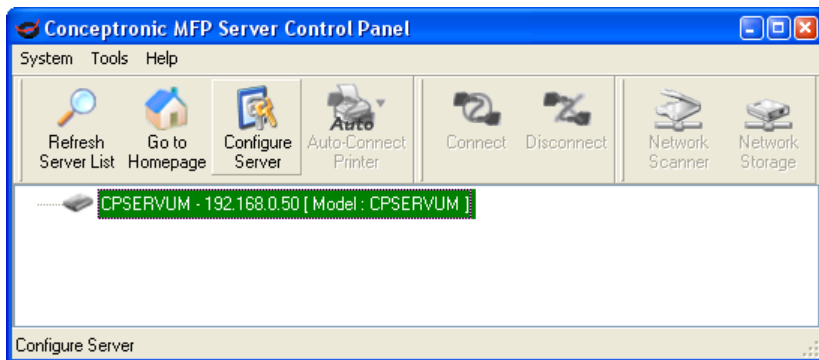 Conceptronic MFP Server Control Panel
System Tools Help
Refresh Server List
Go to Homepage
Configure Server
Auto
Auto-Connect Printer
Connect
Disconnect
Network Scanner
Network Storage
CPSERVUM - 192.168.0.50 [ Model : CPSERVUM ]
Configure Server